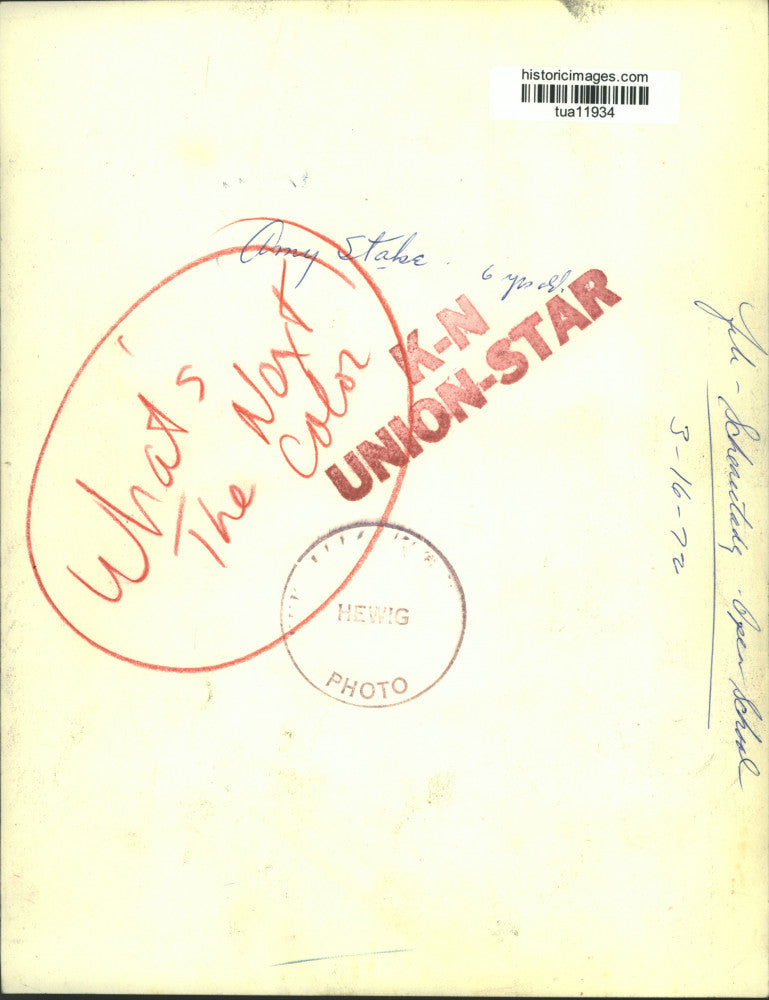 historicimages.com
tua11934
Amy Stake 6 yrs old.
What's
The Next
Color
K-N
UNION-STAR
HEWIG
PHOTO
Schenectady Open School
3-16-72